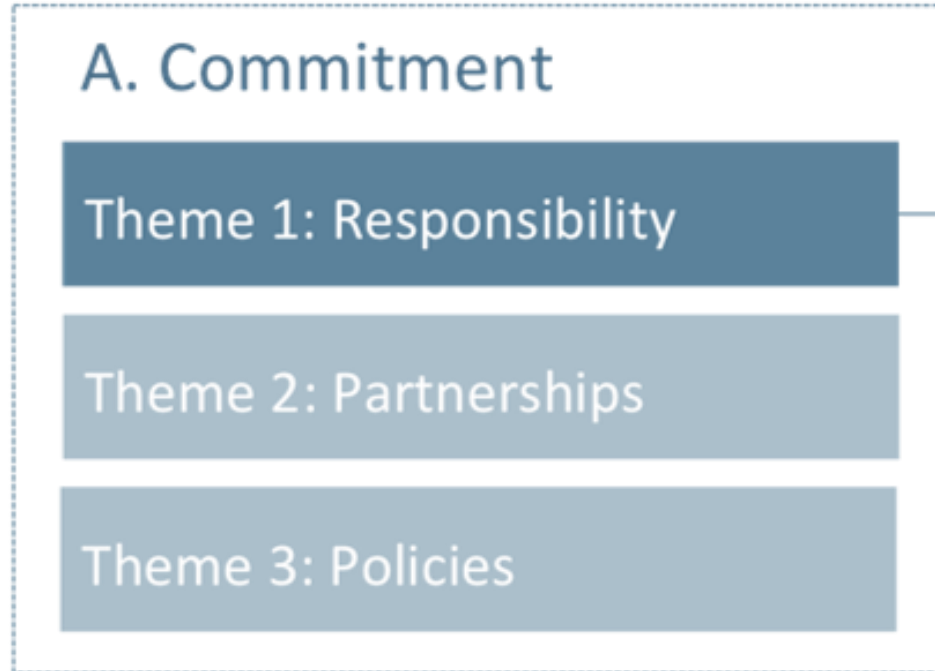 A. Commitment
Theme 1: Responsibility
Theme 2: Partnerships
Theme 3: Policies